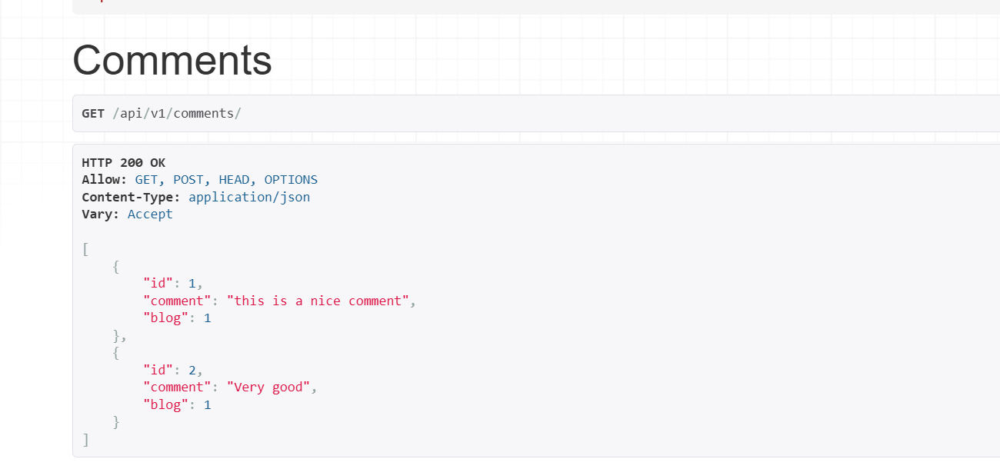 Comments
GET /api/v1/comments/
HTTP 200 OK
Allow: GET, POST, HEAD, OPTIONS
Content-Type: application/json
Vary: Accept
[
    {
        "id": 1,
        "comment": "this is a nice comment",
        "blog": 1
    },
    {
        "id": 2,
        "comment": "Very good",
        "blog": 1
    }
]